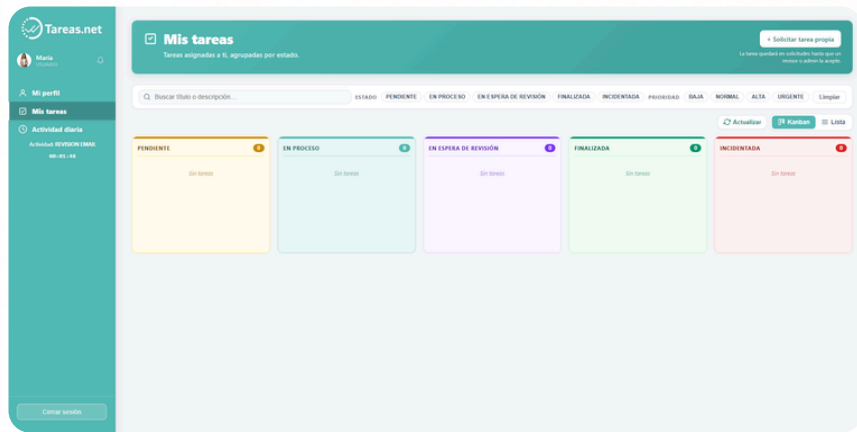 Tareas.net
María
USUARIO
Mi perfil
Mis tareas
Actividad diaria
Actividad: REVISION EMAIL
00:01:40
Cerrar sesión
Mis tareas
Tareas asignadas a ti, agrupadas por estado.
+ Solicitar tarea propia
La tarea quedará en solicitudes hasta que un
revisor o admin la acepte.
Buscar título o descripción...
ESTADO PENDIENTE EN PROCESO EN ESPERA DE REVISIÓN FINALIZADA INCIDENTADA PRIORIDAD BAJA NORMAL ALTA URGENTE Limpiar
Actualizar Kanban Lista
PENDIENTE 0 EN PROCESO 0 EN ESPERA DE REVISIÓN 0 FINALIZADA 0 INCIDENTADA 0
Sin tareas Sin tareas Sin tareas Sin tareas Sin tareas